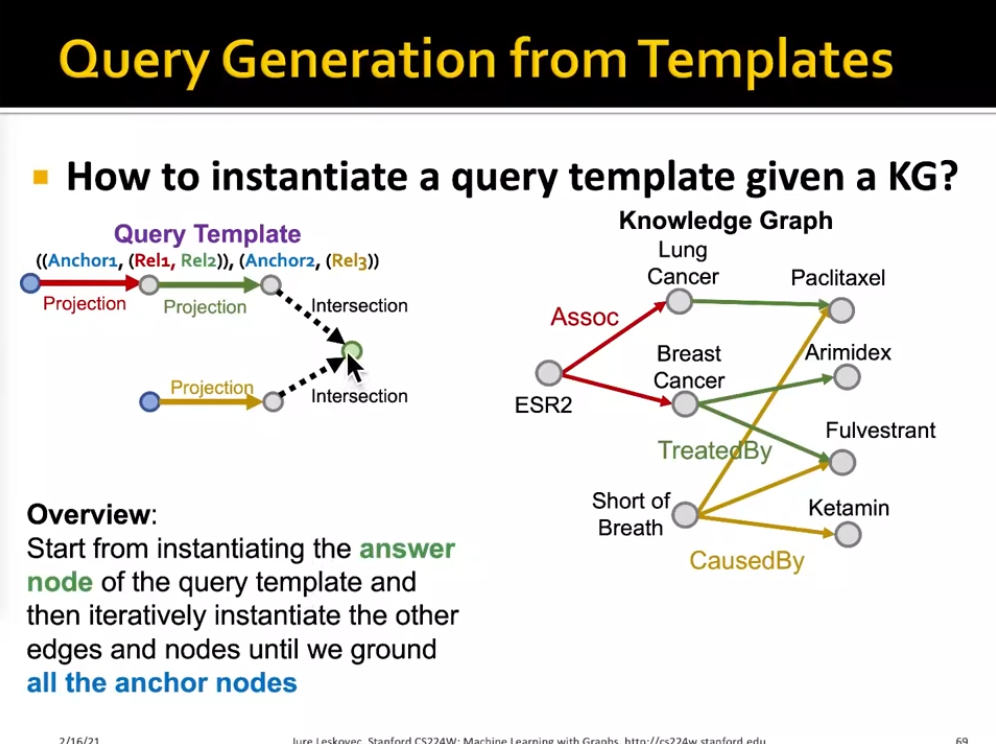 Query Generation from Templates
How to instantiate a query template given a KG?
Query Template
((Anchor1, (Rel1, Rel2)), (Anchor2, (Rel3))
Projection
Projection
Intersection
Projection
Intersection
Knowledge Graph
Lung
Cancer
Paclitaxel
Assoc
Breast
Cancer
Arimidex
ESR2
Fulvestrant
TreatedBy
Short of
Breath
Ketamin
CausedBy
Overview:
Start from instantiating the answer
node of the query template and
then iteratively instantiate the other
edges and nodes until we ground
all the anchor nodes
2/16/21
Jure Leskovec, Stanford CS224W: Machine Learning with Graphs, http://cs224w.stanford.edu
69